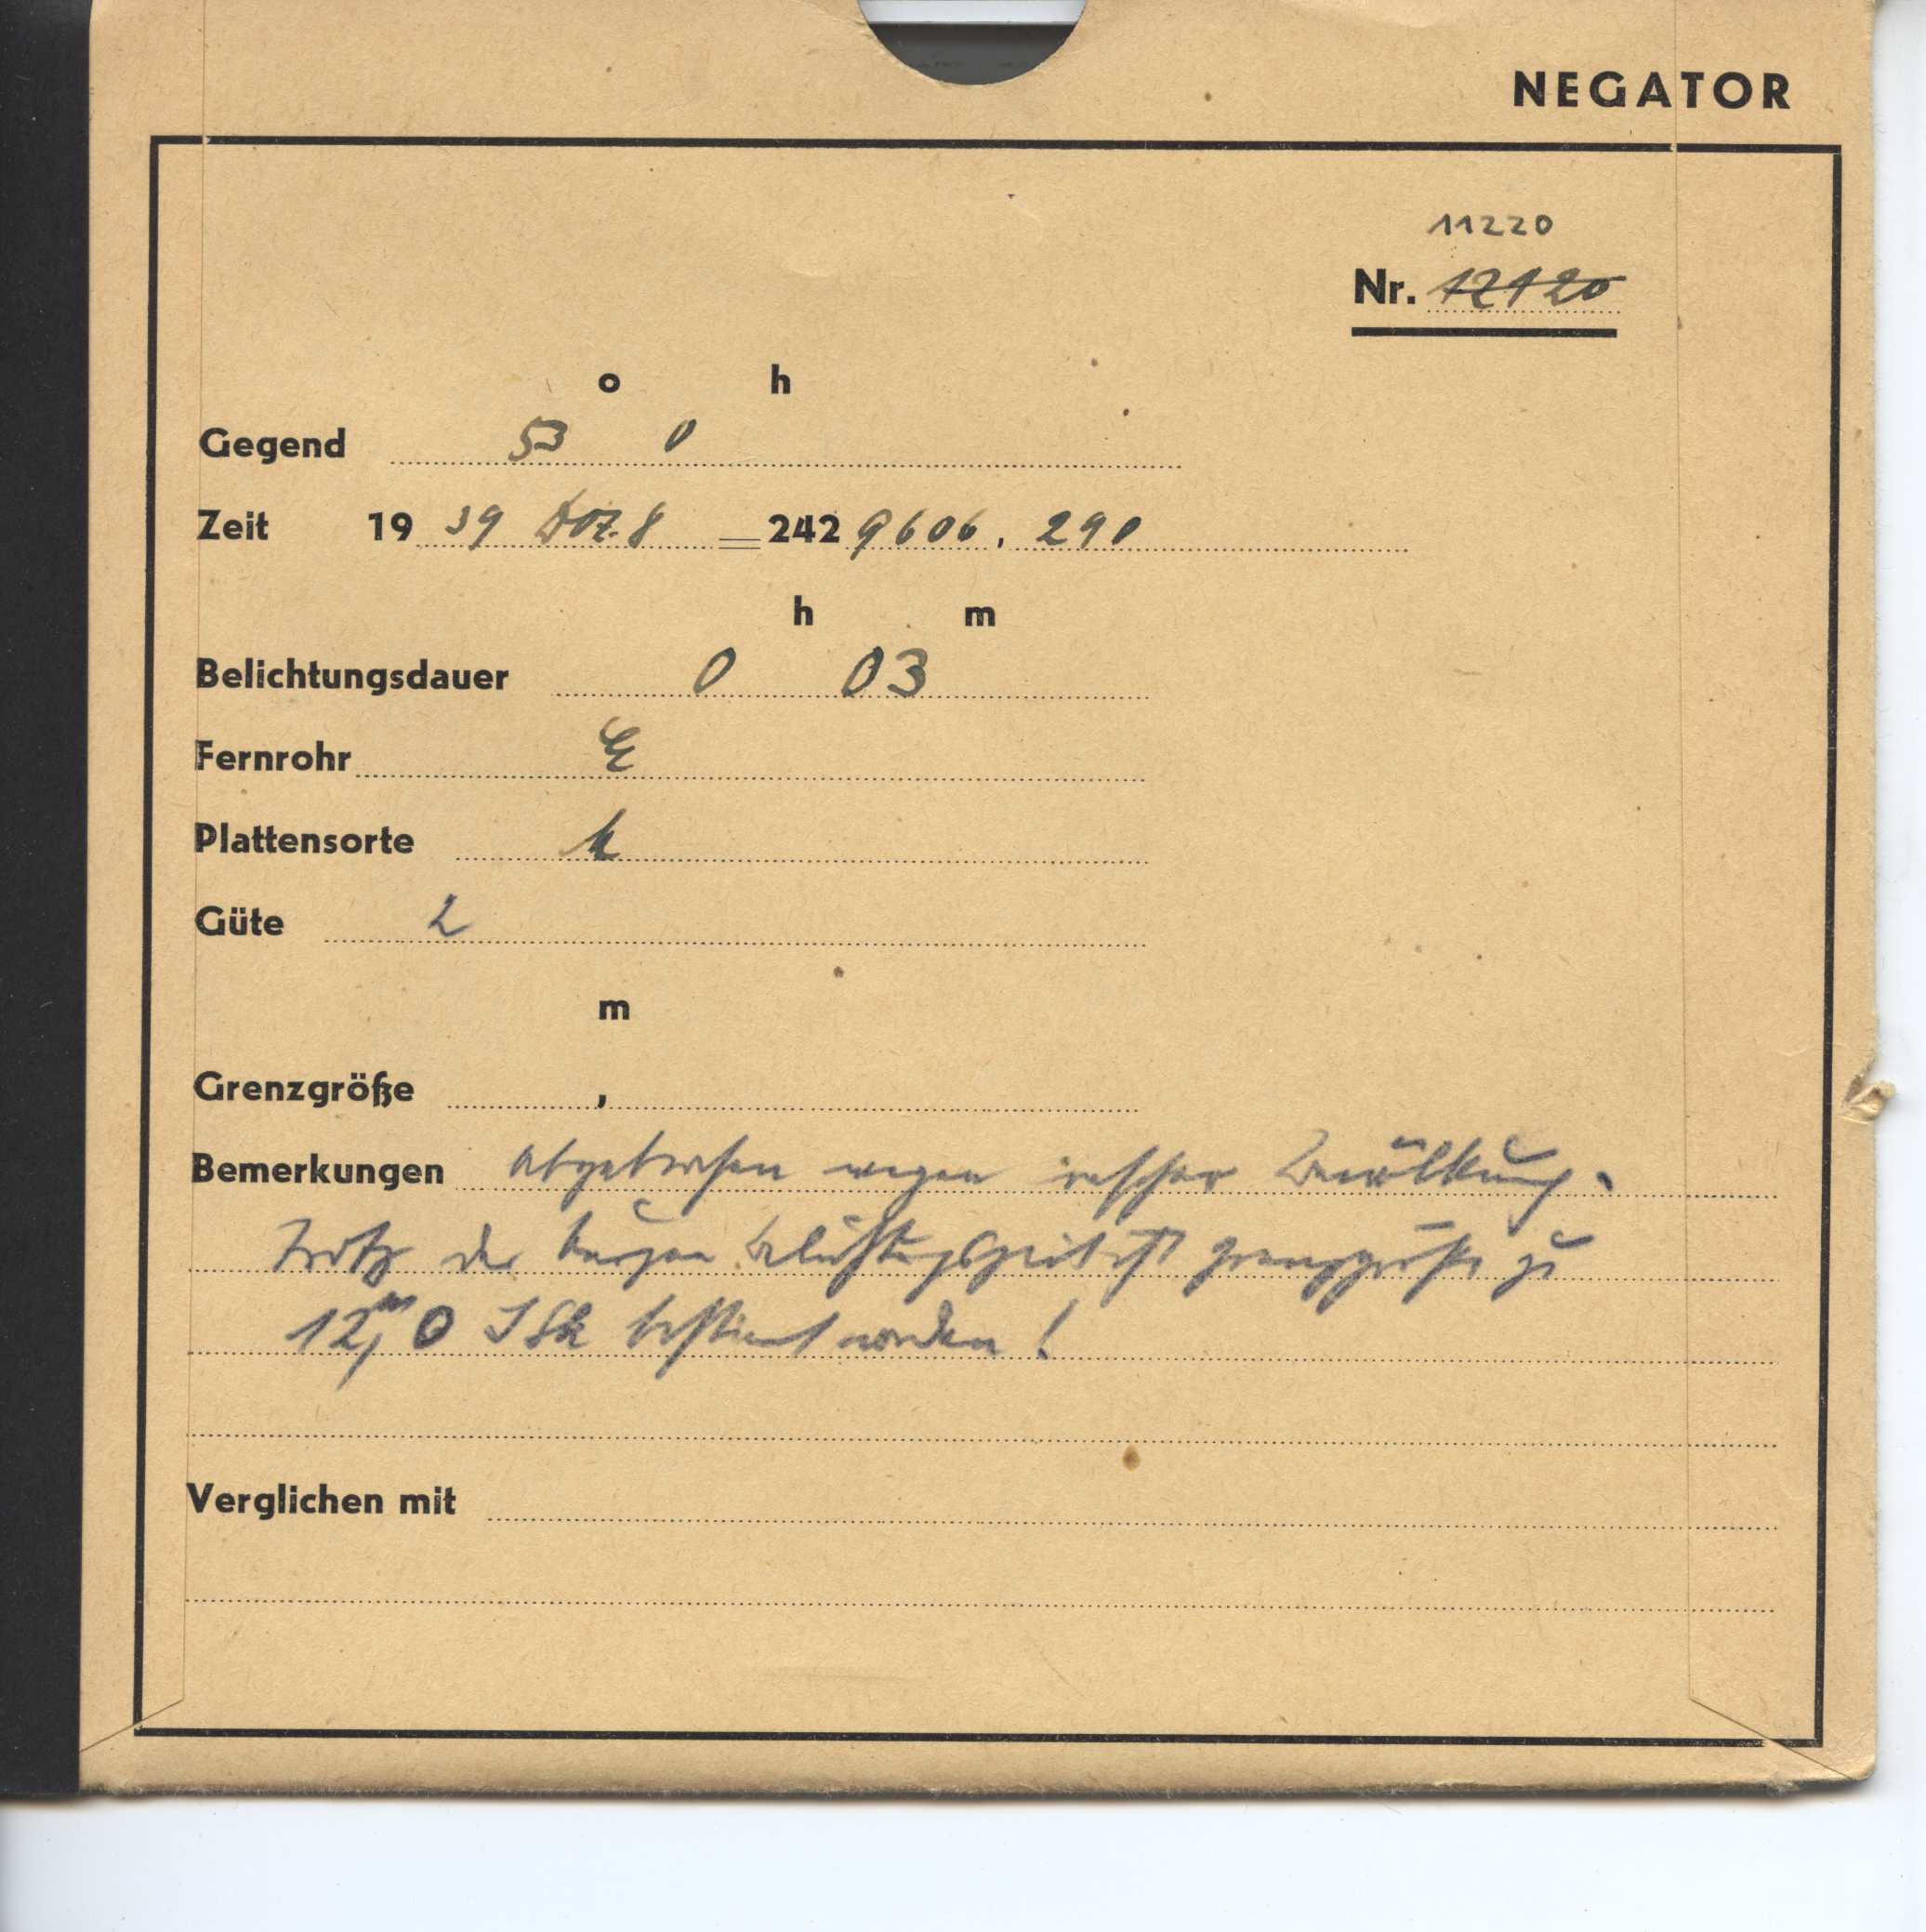 NEGATOR
11220
Nr. 12120
o h
Gegend 53 0
Zeit 19 39 Dez. 8 = 242 9606. 290
h m
Belichtungsdauer 0 03
Fernrohr E
Plattensorte
Güte 2
m
Grenzgröße ,
Bemerkungen Abgebrochen wegen rascher Bewölkung.
Trotz der kurzen Belichtungszeit ist Grenzgröße zu
12,ᵐ0 bestimmt worden!
Verglichen mit